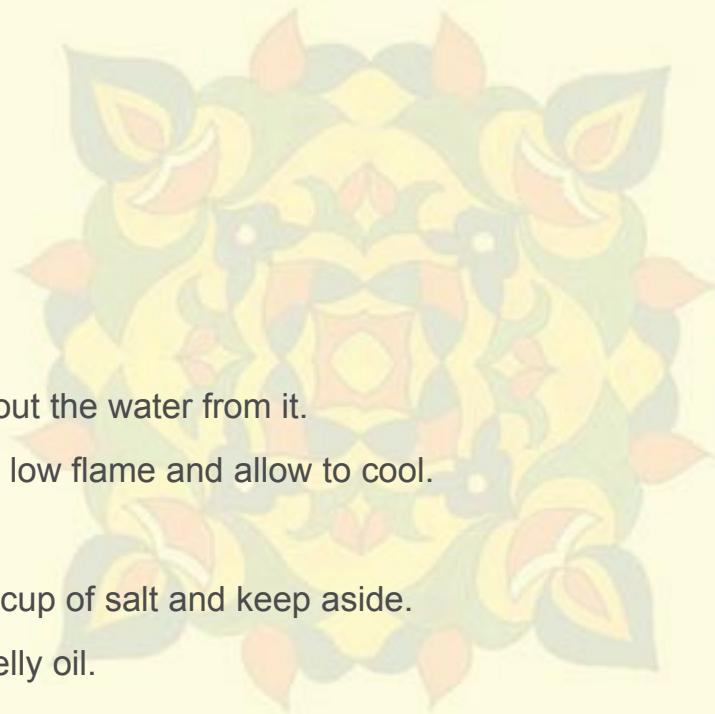 out the water from it.
low flame and allow to cool.
cup of salt and keep aside.
elly oil.